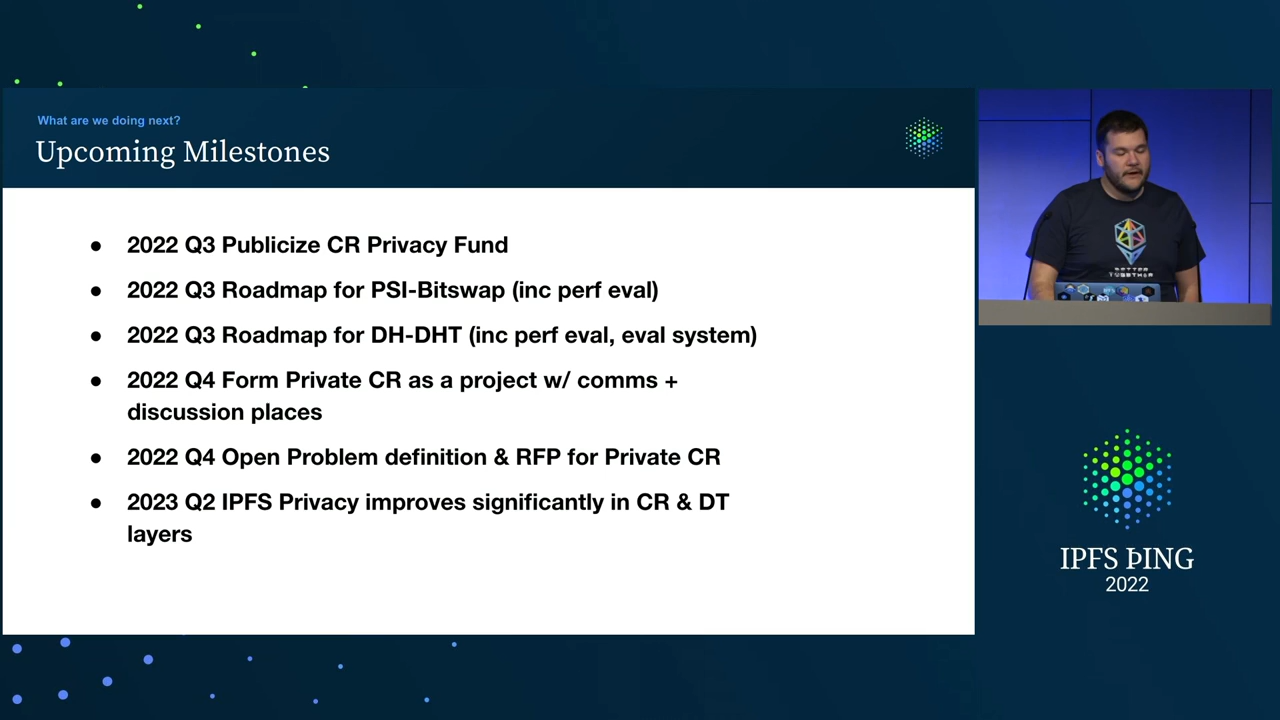 What are we doing next?
Upcoming Milestones
● 2022 Q3 Publicize CR Privacy Fund
● 2022 Q3 Roadmap for PSI-Bitswap (inc perf eval)
● 2022 Q3 Roadmap for DH-DHT (inc perf eval, eval system)
● 2022 Q4 Form Private CR as a project w/ comms +
discussion places
● 2022 Q4 Open Problem definition & RFP for Private CR
● 2023 Q2 IPFS Privacy improves significantly in CR & DT
layers
BETTER
TOGETHER
IPFS ÞING
2022